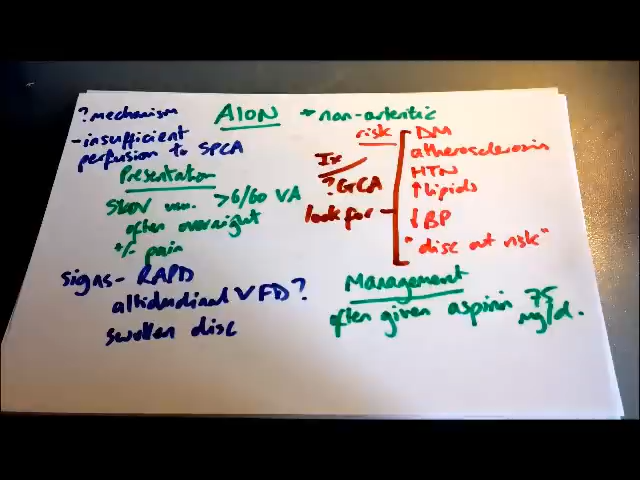 ? mechanism
AION
* non-arteritic
- insufficient
perfusion to SPCA
risk
DM
atherosclerosis
HTN
↑ lipids
↓ BP
"disc at risk"
Ix
? GCA
look for
Presentation
>6/60 VA
often overnight
+/- pain
signs - RAPD
altidudinal VFD?
swollen disc
Management
often given aspirin 75
mg/d.